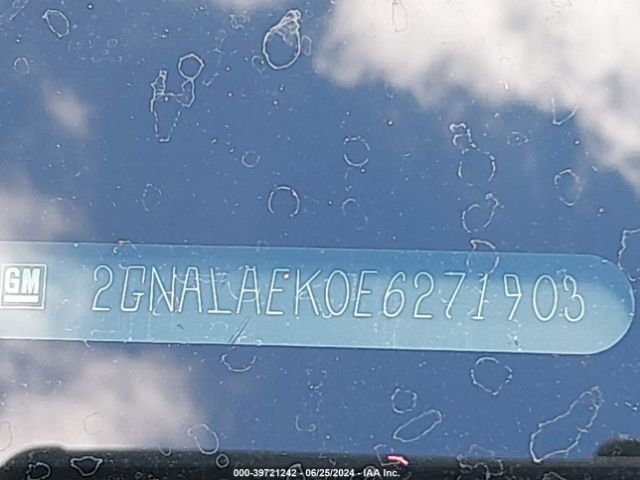 GM 2GNALAEK0E6271903
000-39721242 - 06/25/2024 - IAA Inc.